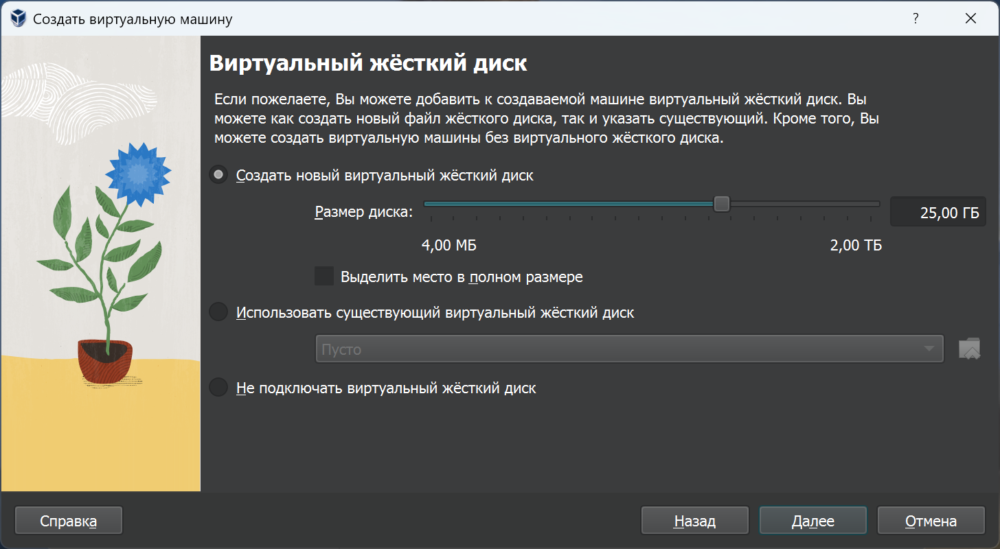 Создать виртуальную машину
?
Виртуальный жёсткий диск
Если пожелаете, Вы можете добавить к создаваемой машине виртуальный жёсткий диск. Вы
можете как создать новый файл жёсткого диска, так и указать существующий. Кроме того, Вы
можете создать виртуальную машины без виртуального жёсткого диска.
Создать новый виртуальный жёсткий диск
Размер диска: 25,00 ГБ
4,00 МБ 2,00 ТБ
Выделить место в полном размере
Использовать существующий виртуальный жёсткий диск
Пусто
Не подключать виртуальный жёсткий диск
Справка Назад Далее Отмена